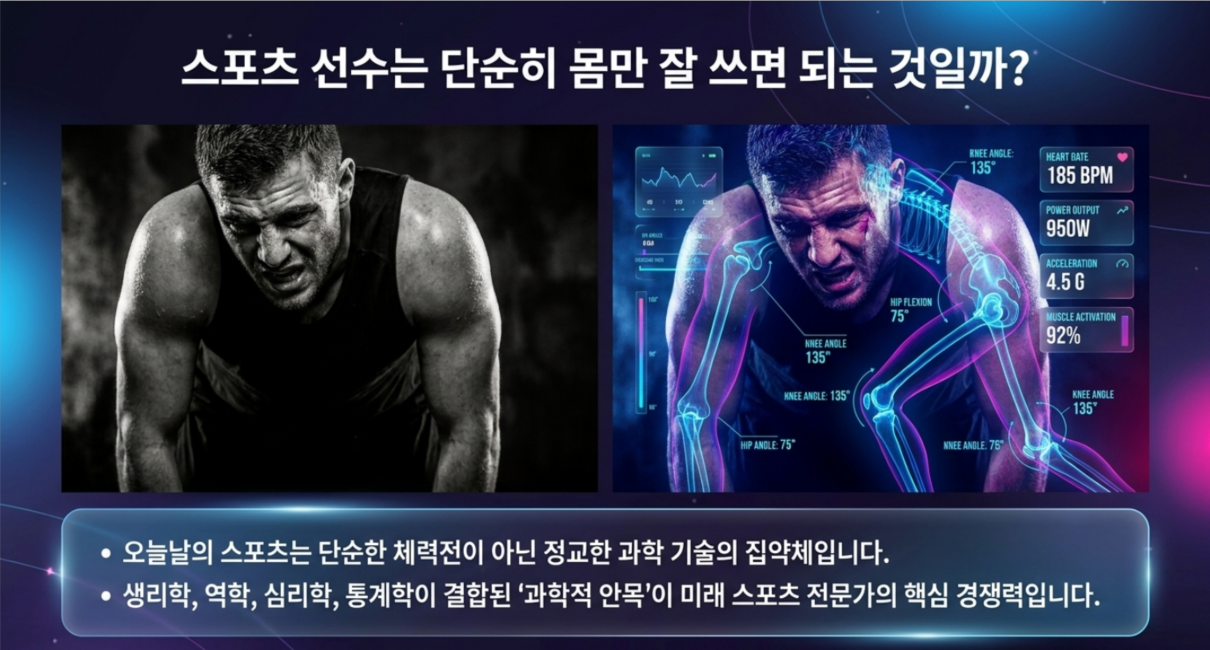 스포츠 선수는 단순히 몸만 잘 쓰면 되는 것일까?
KNEE ANGLE:
135°
HEART RATE
185 BPM
POWER OUTPUT
950W
ACCELERATION
4.5 G
MUSCLE ACTIVATION
92%
HIP FLEXION
75°
KNEE ANGLE
135°
KNEE ANGLE: 135°
KNEE ANGLE
135°
HIP ANGLE: 75°
KNEE ANGLE. 75°
• 오늘날의 스포츠는 단순한 체력전이 아닌 정교한 과학 기술의 집약체입니다.
• 생리학, 역학, 심리학, 통계학이 결합된 ‘과학적 안목’이 미래 스포츠 전문가의 핵심 경쟁력입니다.